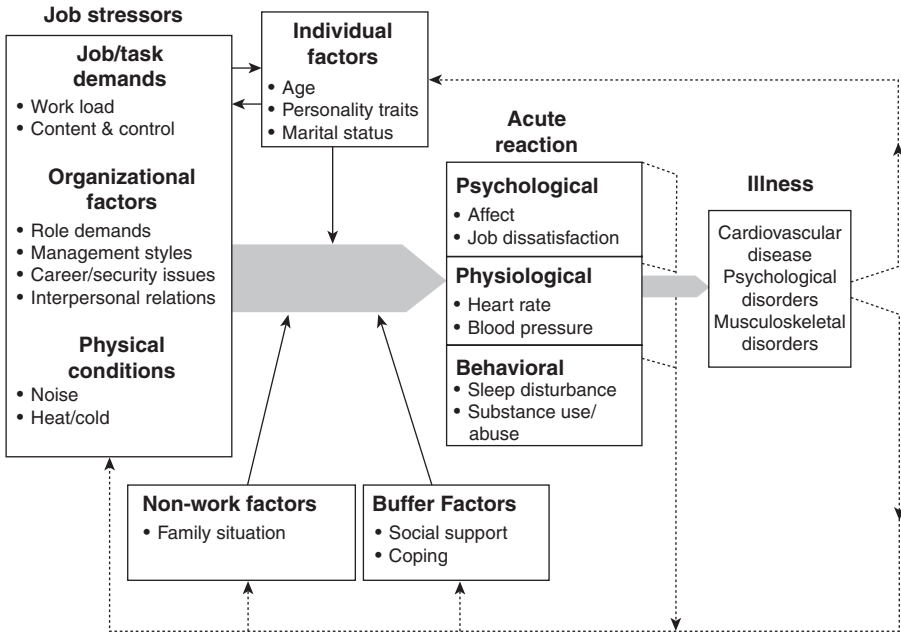 Job stressors
Job/task
demands
• Work load
• Content & control
Organizational
factors
• Role demands
• Management styles
• Career/security issues
• Interpersonal relations
Physical
conditions
• Noise
• Heat/cold
Individual
factors
• Age
• Personality traits
• Marital status
Non-work factors
• Family situation
Buffer Factors
• Social support
• Coping
Acute
reaction
Psychological
• Affect
• Job dissatisfaction
Physiological
• Heart rate
• Blood pressure
Behavioral
• Sleep disturbance
• Substance use/
abuse
Illness
Cardiovascular
disease
Psychological
disorders
Musculoskeletal
disorders